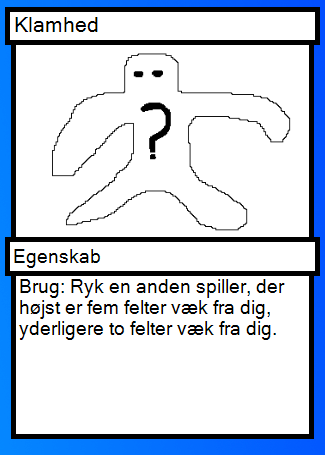 Klamhed
?
Egenskab
Brug: Ryk en anden spiller, der
højst er fem felter væk fra dig,
yderligere to felter væk fra dig.